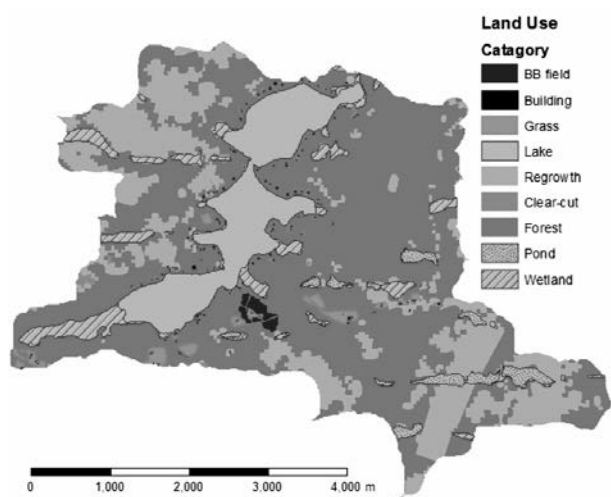 Land Use
Catagory
BB field
Building
Grass
Lake
Regrowth
Clear-cut
Forest
Pond
Wetland
0 1,000 2,000 3,000 4,000 m